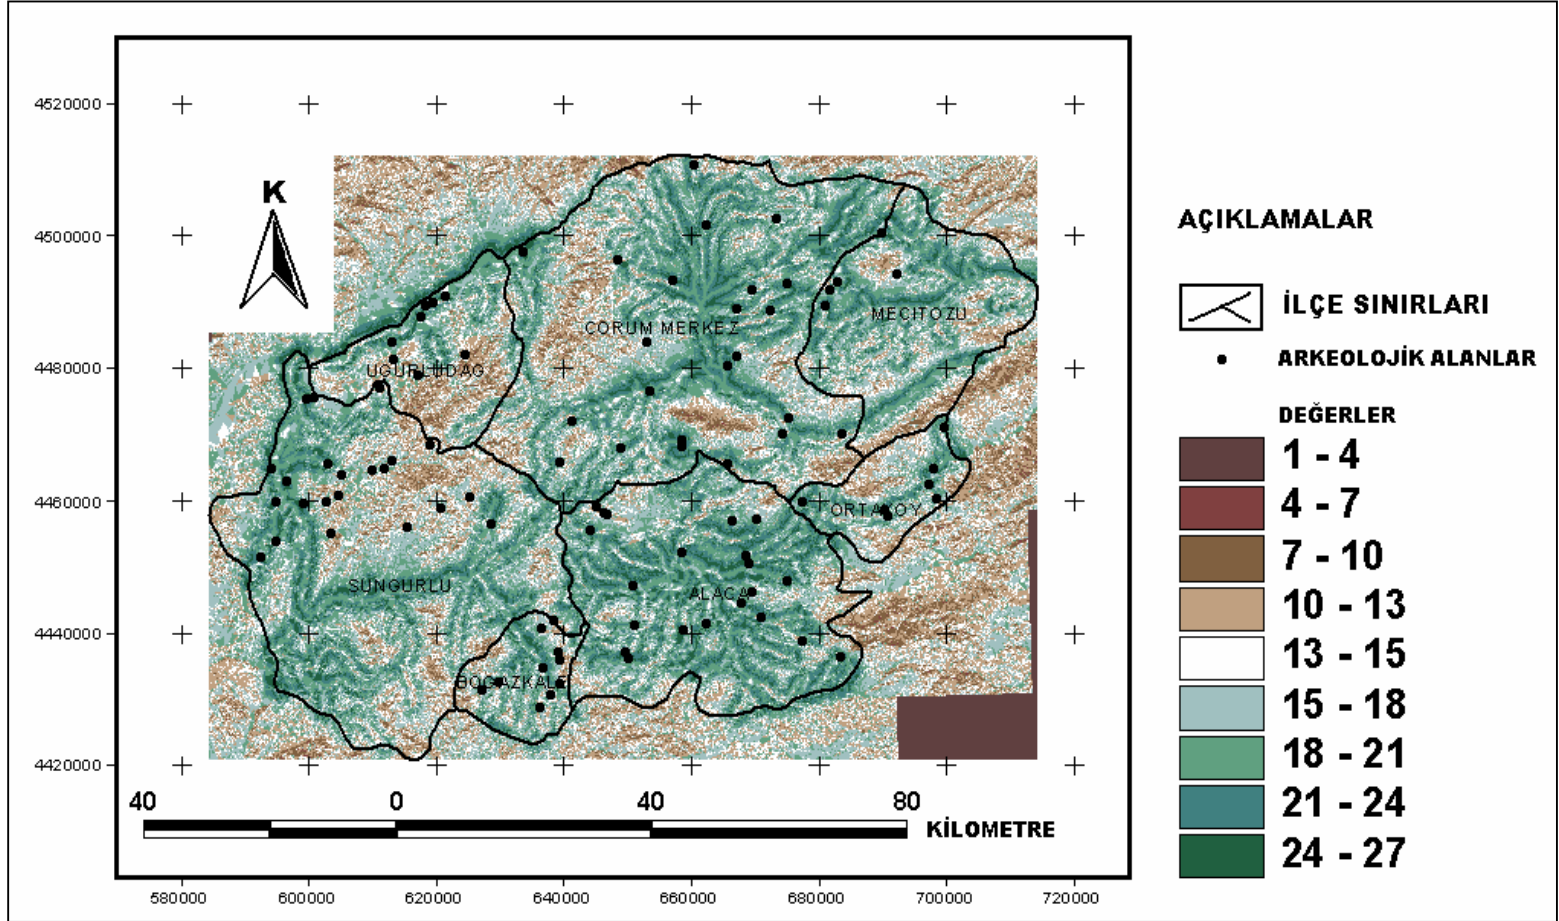 4520000
4500000
4480000
4460000
4440000
4420000
K
ÇORUM MERKEZ
MECİTÖZÜ
UĞURLUDAĞ
ORTAKÖY
SUNGURLU
ALACA
BOĞAZKALE
40 0 40 80
KİLOMETRE
580000 600000 620000 640000 660000 680000 700000 720000
AÇIKLAMALAR
İLÇE SINIRLARI
ARKEOLOJİK ALANLAR
DEĞERLER
1 - 4
4 - 7
7 - 10
10 - 13
13 - 15
15 - 18
18 - 21
21 - 24
24 - 27